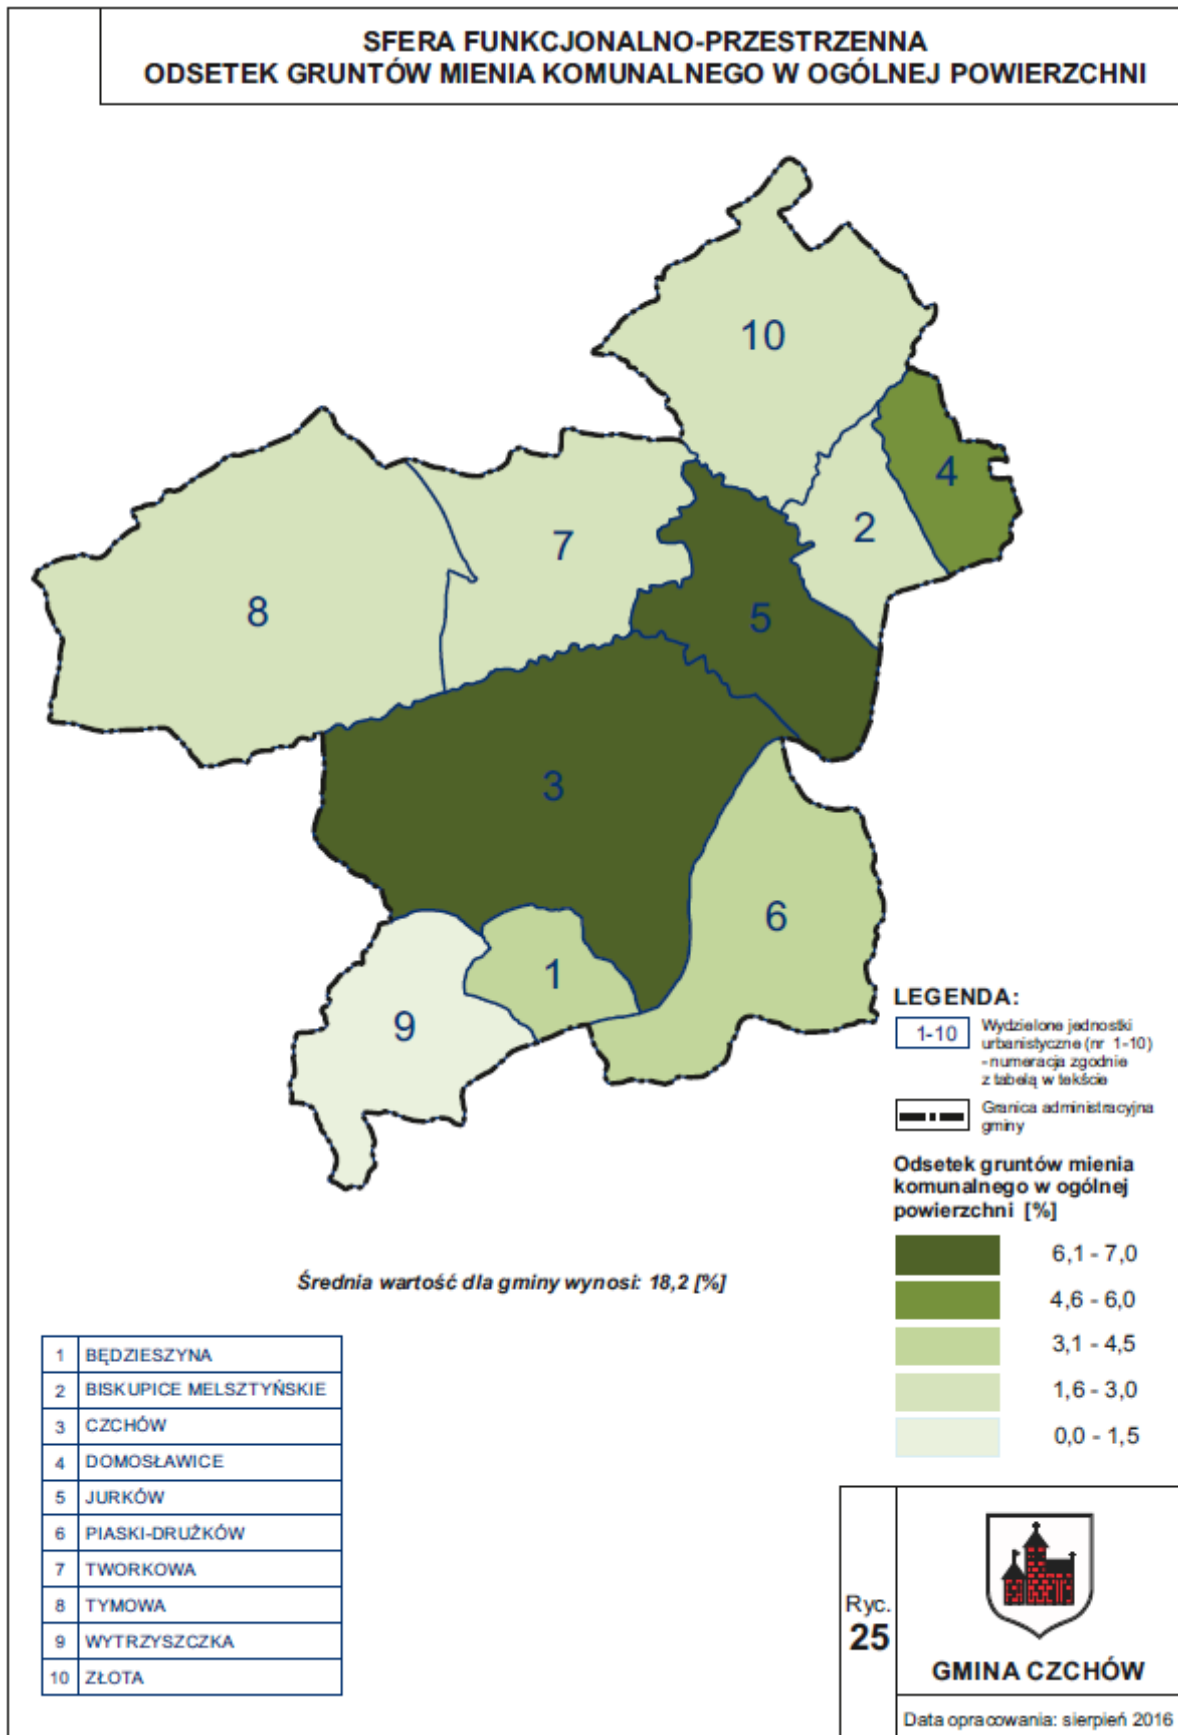 SFERA FUNKCJONALNO-PRZESTRZENNA
ODSETEK GRUNTÓW MIENIA KOMUNALNEGO W OGÓLNEJ POWIERZCHNI
10
4
2
7
8
5
3
6
1
9
LEGENDA:
1-10
Wydzielone jednostki
urbanistyczne (nr 1-10)
- numeracja zgodnie
z tabelą w tekście
Granica administracyjna
gminy
Odsetek gruntów mienia
komunalnego w ogólnej
powierzchni [%]
6,1 - 7,0
4,6 - 6,0
3,1 - 4,5
1,6 - 3,0
0,0 - 1,5
Średnia wartość dla gminy wynosi: 18,2 [%]
1 BĘDZIESZYNA
2 BISKUPICE MELSZTYŃSKIE
3 CZCHÓW
4 DOMOSŁAWICE
5 JURKÓW
6 PIASKI-DRUŻKÓW
7 TWORKOWA
8 TYMOWA
9 WYTRZYSZCZKA
10 ZŁOTA
Ryc.
25
GMINA CZCHÓW
Data opracowania: sierpień 2016